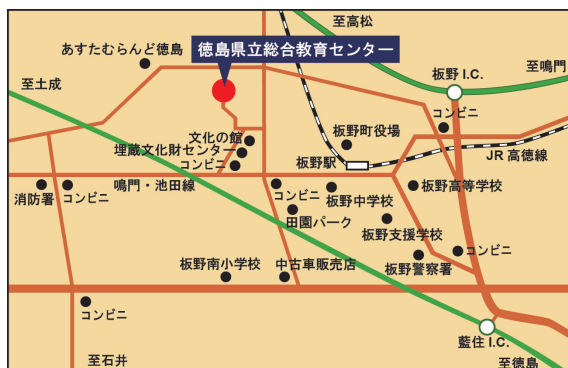 至高松
あすたむらんど徳島
徳島県立総合教育センター
至土成
板野 I.C.
至鳴門
コンビニ
文化の館
板野町役場
埋蔵文化財センター
コンビニ
板野駅
JR 高徳線
消防署
コンビニ
鳴門・池田線
コンビニ
板野中学校
板野高等学校
田園パーク
板野支援学校
コンビニ
板野南小学校
中古車販売店
板野警察署
コンビニ
藍住 I.C.
至石井
至徳島